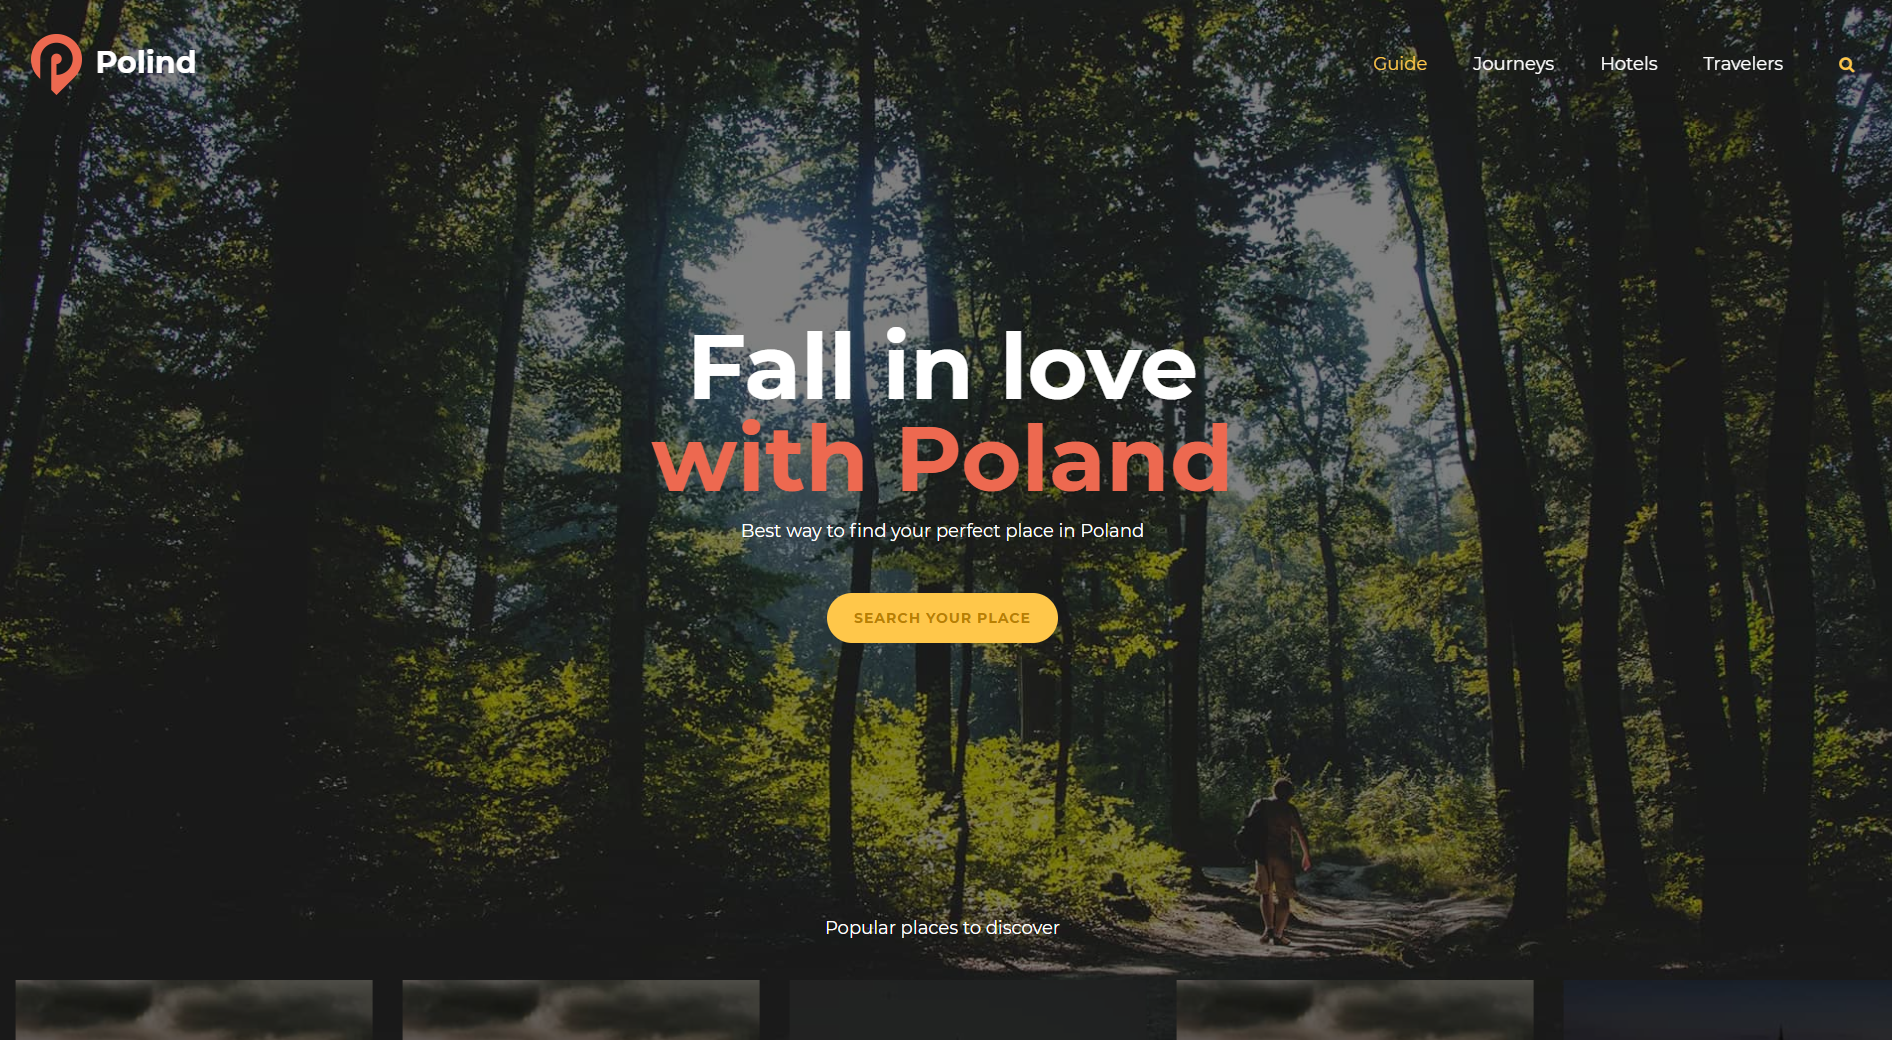 Polind
Guide
Journeys
Hotels
Travelers
Fall in love
with Poland
Best way to find your perfect place in Poland
SEARCH YOUR PLACE
Popular places to discover